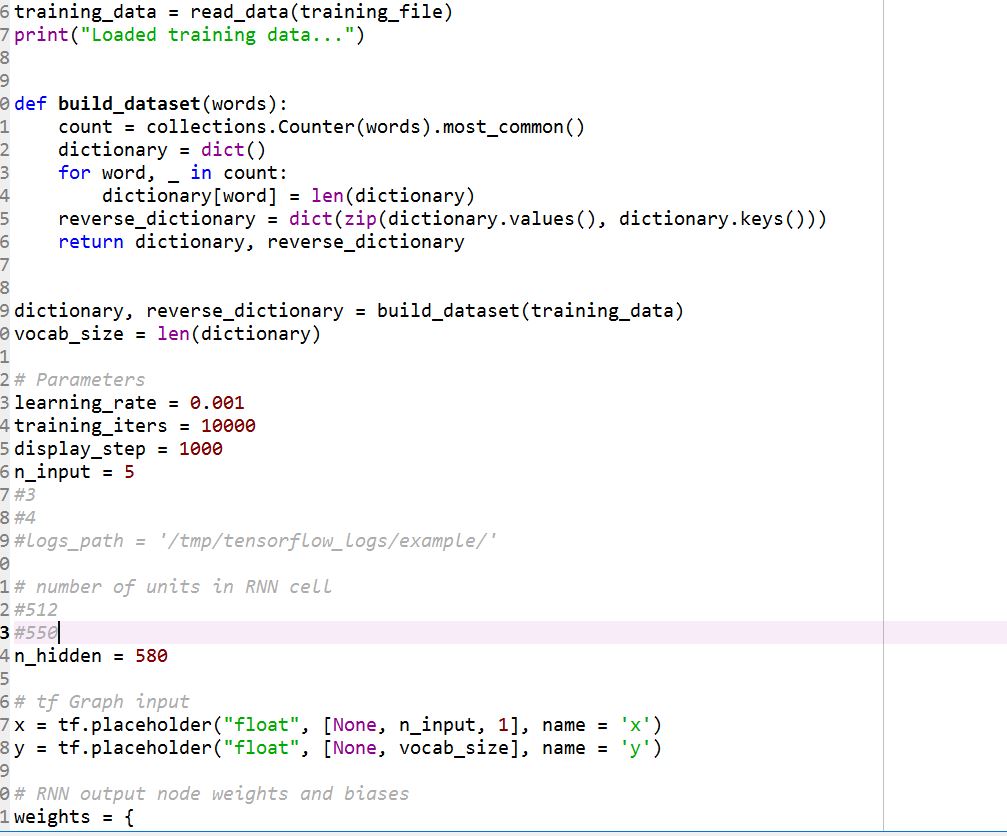 6 training_data = read_data(training_file)
7 print("Loaded training data...")
8
9
0 def build_dataset(words):
1     count = collections.Counter(words).most_common()
2     dictionary = dict()
3     for word, _ in count:
4         dictionary[word] = len(dictionary)
5     reverse_dictionary = dict(zip(dictionary.values(), dictionary.keys()))
6     return dictionary, reverse_dictionary
7
8
9 dictionary, reverse_dictionary = build_dataset(training_data)
0 vocab_size = len(dictionary)
1
2 # Parameters
3 learning_rate = 0.001
4 training_iters = 10000
5 display_step = 1000
6 n_input = 5
7 #3
8 #4
9 #logs_path = '/tmp/tensorflow_logs/example/'
0
1 # number of units in RNN cell
2 #512
3 #550
4 n_hidden = 580
5
6 # tf Graph input
7 x = tf.placeholder("float", [None, n_input, 1], name = 'x')
8 y = tf.placeholder("float", [None, vocab_size], name = 'y')
9
0 # RNN output node weights and biases
1 weights = {